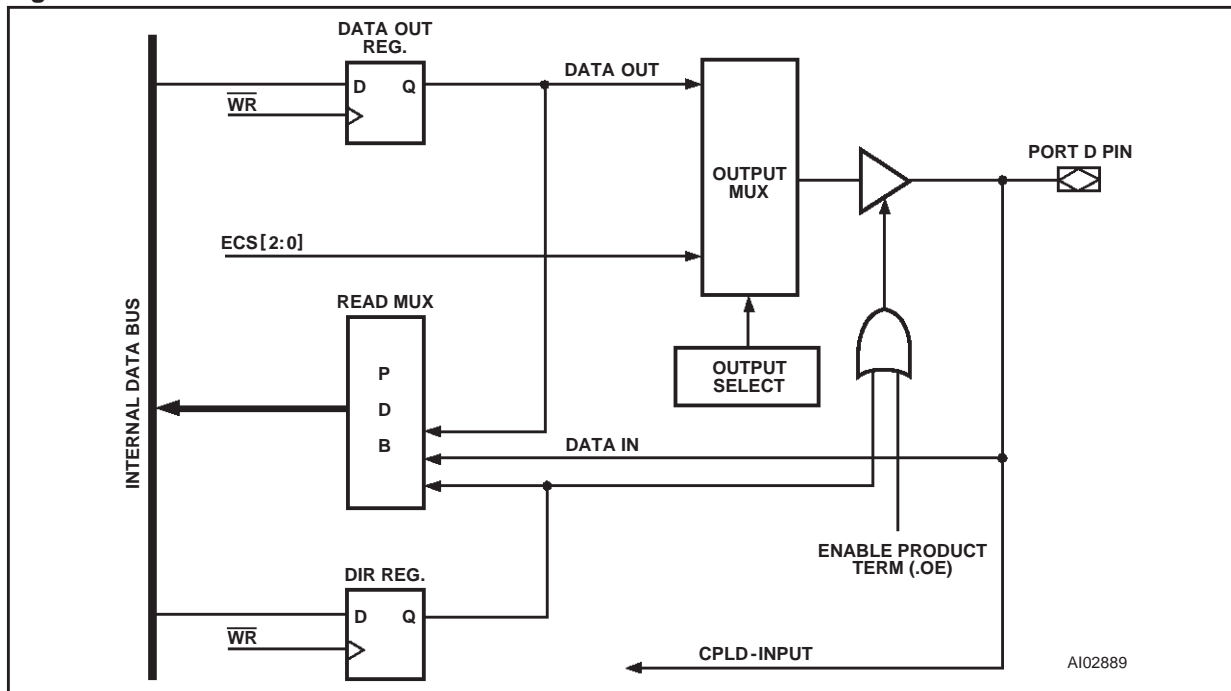 DATA OUT
REG.
D Q
WR
DATA OUT
OUTPUT
MUX
PORT D PIN
ECS[2:0]
READ MUX
P
D
B
OUTPUT
SELECT
INTERNAL DATA BUS
DATA IN
ENABLE PRODUCT
TERM (.OE)
DIR REG.
D Q
WR
CPLD-INPUT
AI02889